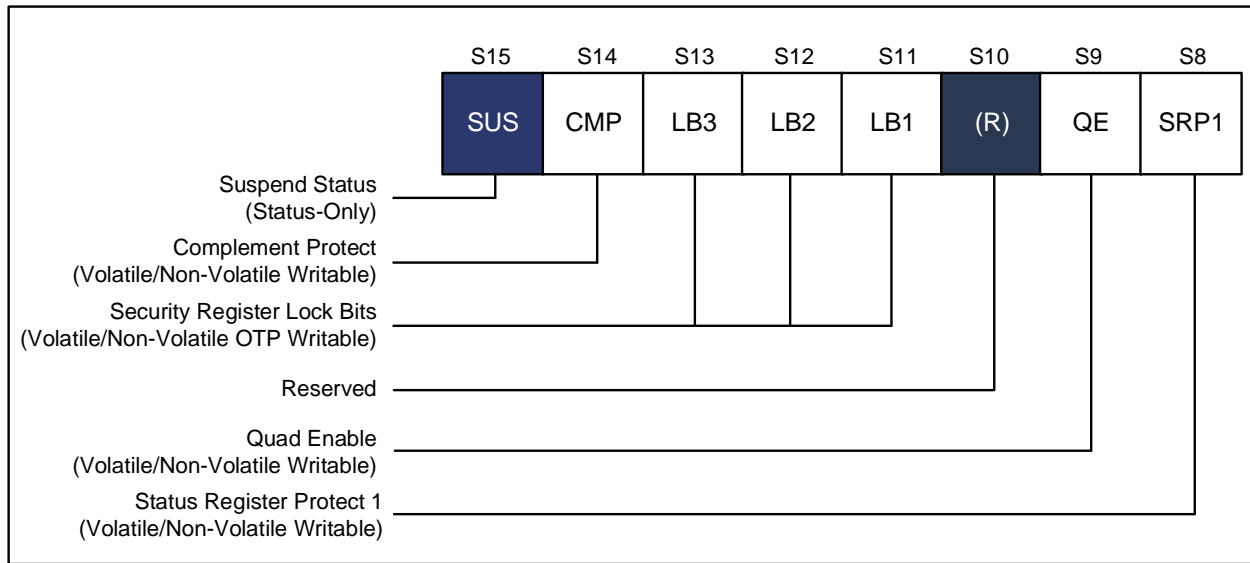 S15 S14 S13 S12 S11 S10 S9 S8
SUS CMP LB3 LB2 LB1 (R) QE SRP1
Suspend Status
(Status-Only)
Complement Protect
(Volatile/Non-Volatile Writable)
Security Register Lock Bits
(Volatile/Non-Volatile OTP Writable)
Reserved
Quad Enable
(Volatile/Non-Volatile Writable)
Status Register Protect 1
(Volatile/Non-Volatile Writable)